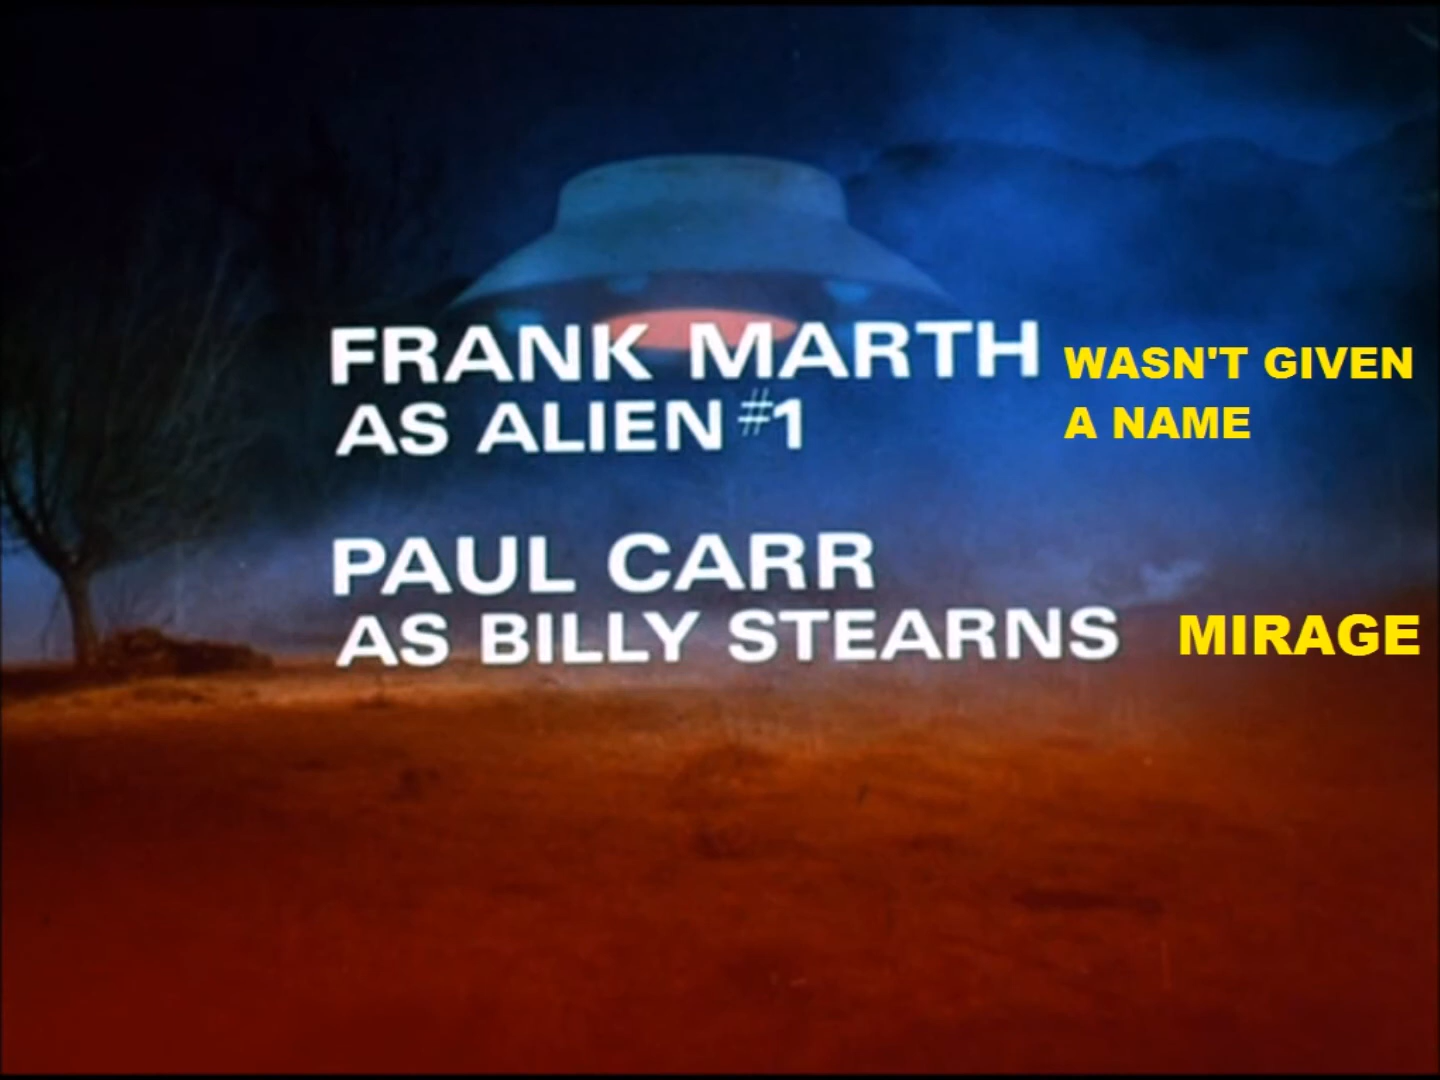 FRANK MARTH WASN'T GIVEN
AS ALIEN #1 A NAME
PAUL CARR
AS BILLY STEARNS MIRAGE